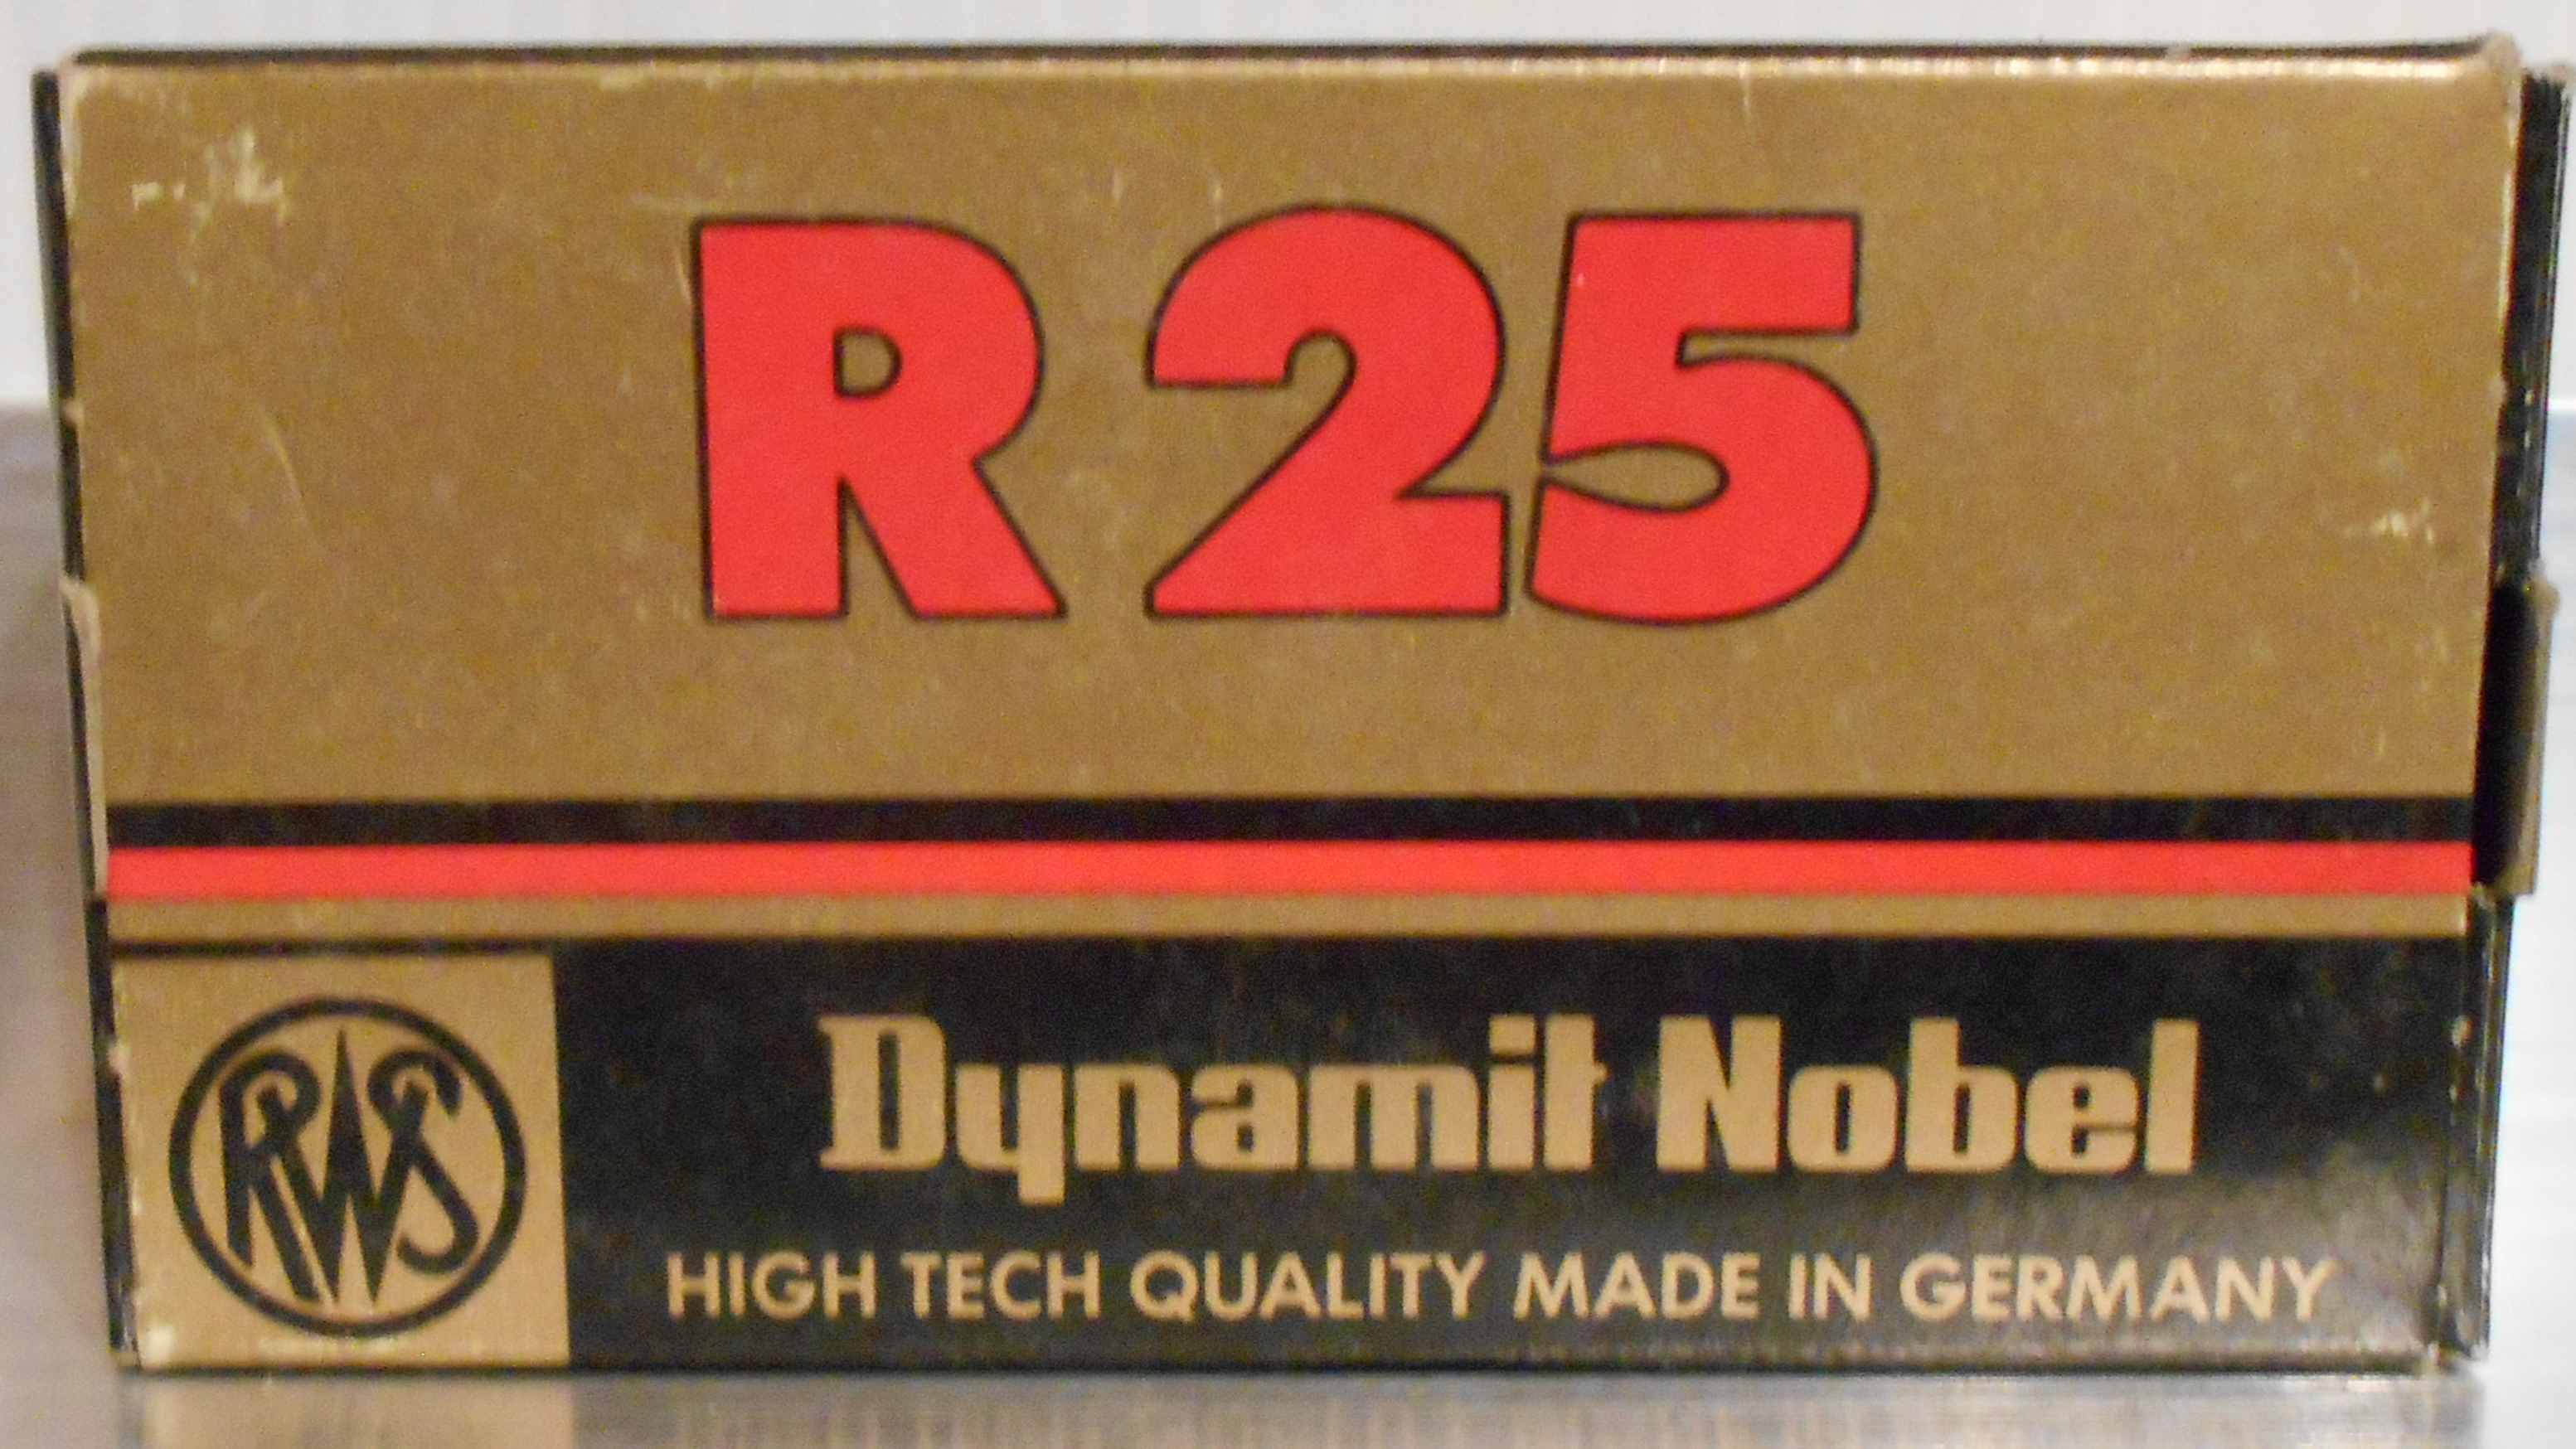 R 25
RWS
Dynamit Nobel
HIGH TECH QUALITY MADE IN GERMANY